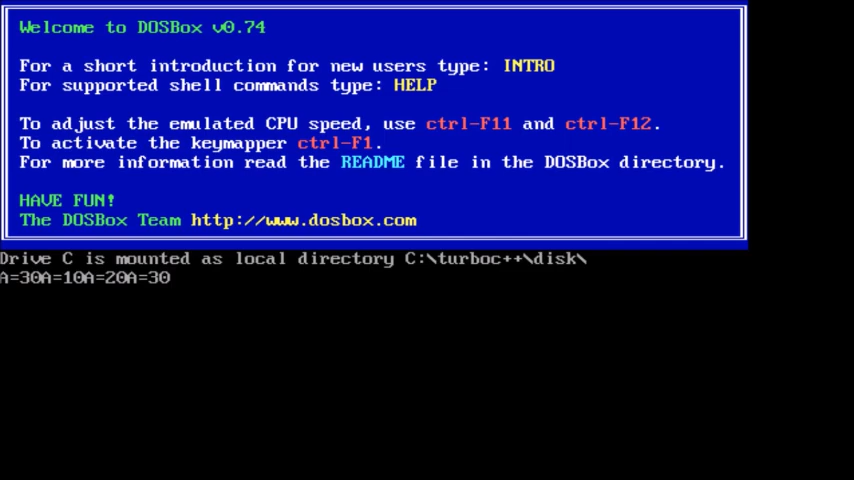 Welcome to DOSBox v0.74
For a short introduction for new users type: INTRO
For supported shell commands type: HELP
To adjust the emulated CPU speed, use ctrl-F11 and ctrl-F12.
To activate the keymapper ctrl-F1.
For more information read the README file in the DOSBox directory.
HAVE FUN!
The DOSBox Team http://www.dosbox.com
Drive C is mounted as local directory C:\turboc++\disk\
A=30A=10A=20A=30